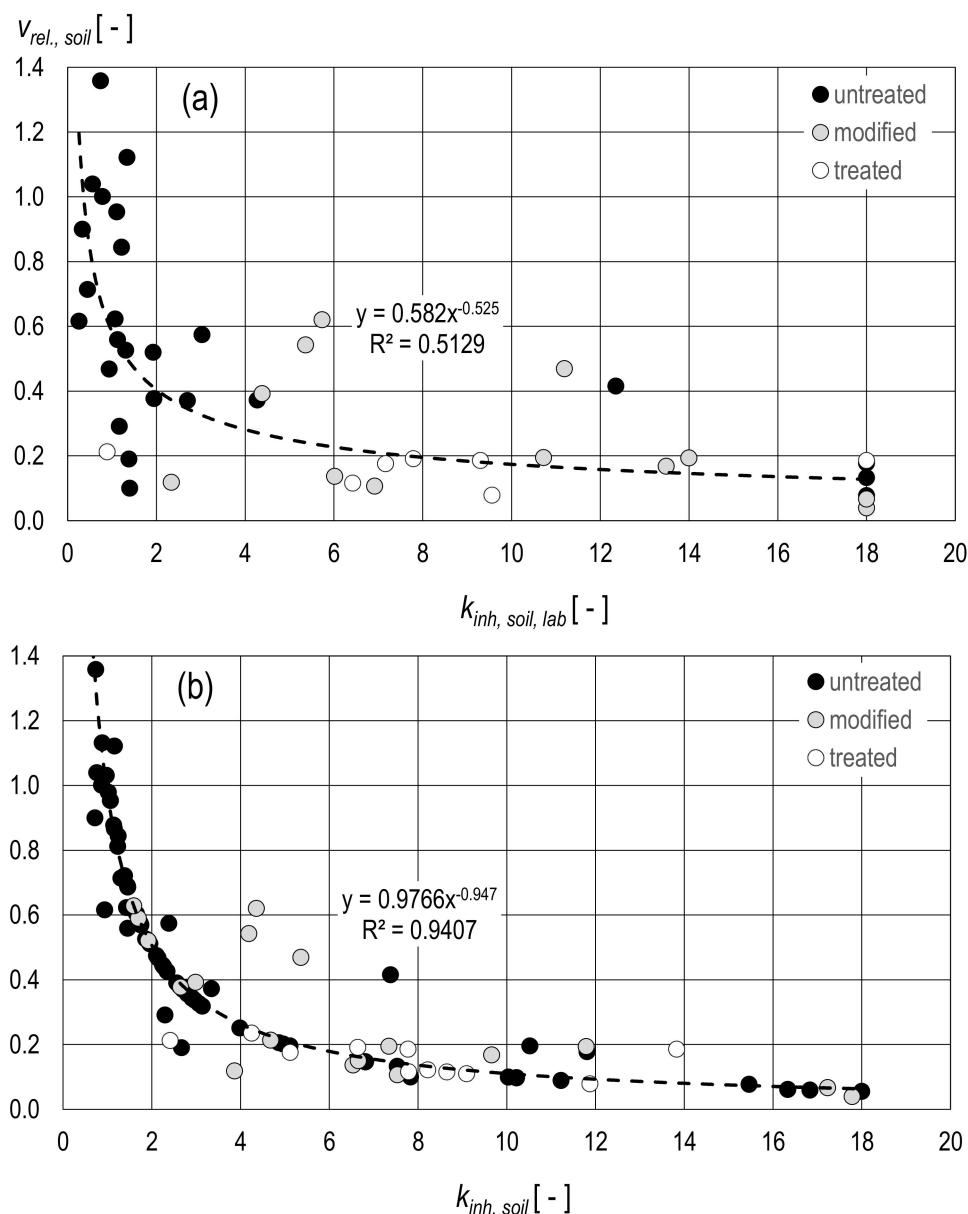 v_rel., soil [ - ]
1.4
(a)
untreated
1.2
modified
1.0
treated
0.8
0.6
y = 0.582x^-0.525
R² = 0.5129
0.4
0.2
0.0
0 2 4 6 8 10 12 14 16 18 20
k_inh, soil, lab [ - ]
1.4
(b)
untreated
1.2
modified
1.0
treated
0.8
0.6
y = 0.9766x^-0.947
R² = 0.9407
0.4
0.2
0.0
0 2 4 6 8 10 12 14 16 18 20
k_inh, soil [ - ]